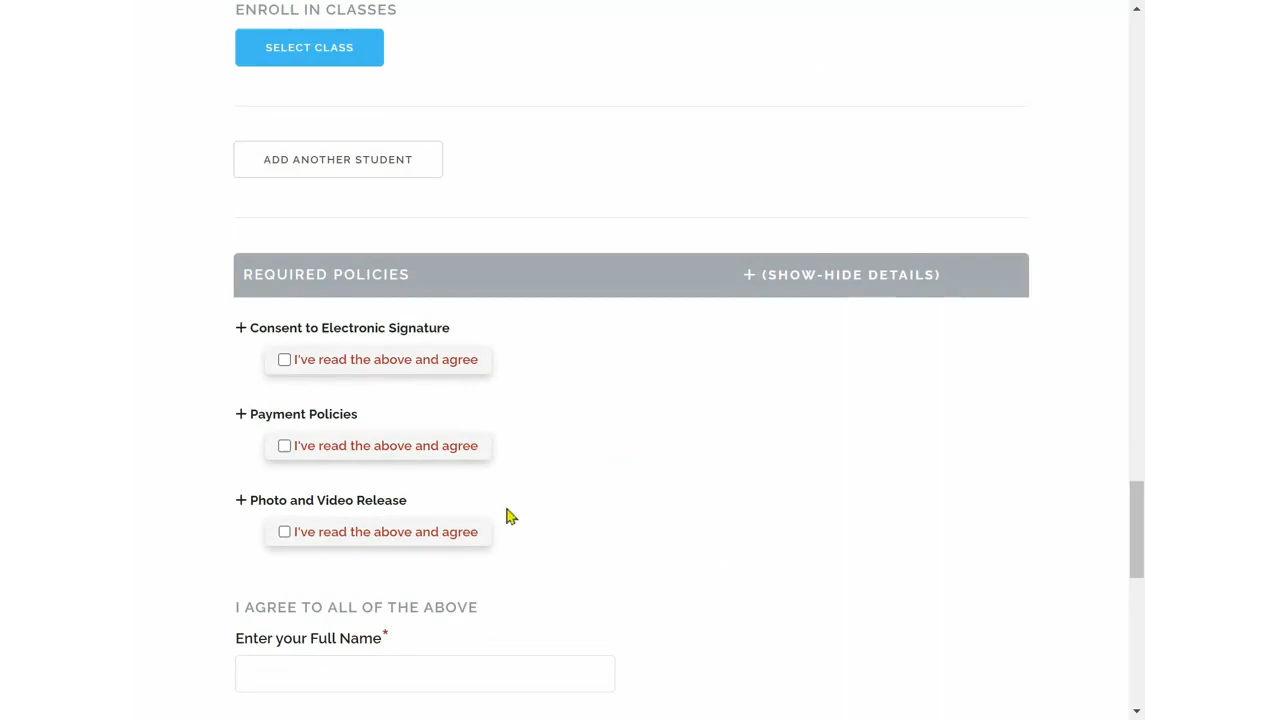 ENROLL IN CLASSES
SELECT CLASS
ADD ANOTHER STUDENT
REQUIRED POLICIES + (SHOW-HIDE DETAILS)
+ Consent to Electronic Signature
I've read the above and agree
+ Payment Policies
I've read the above and agree
+ Photo and Video Release
I've read the above and agree
I AGREE TO ALL OF THE ABOVE
Enter your Full Name*